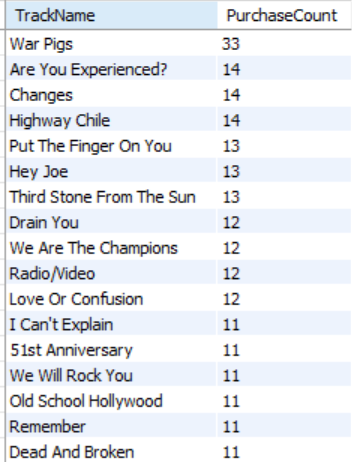 TrackName PurchaseCount
War Pigs 33
Are You Experienced? 14
Changes 14
Highway Chile 14
Put The Finger On You 13
Hey Joe 13
Third Stone From The Sun 13
Drain You 12
We Are The Champions 12
Radio/Video 12
Love Or Confusion 12
I Can't Explain 11
51st Anniversary 11
We Will Rock You 11
Old School Hollywood 11
Remember 11
Dead And Broken 11